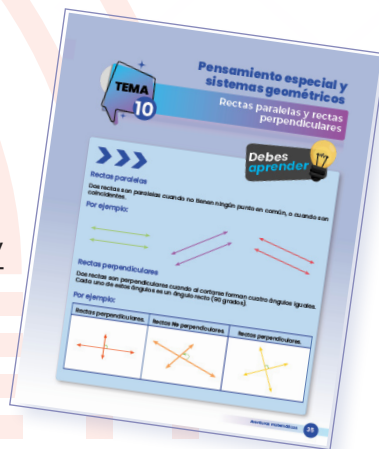 Pensamiento especial y
sistemas geométricos
TEMA
10
Rectas paralelas y rectas
perpendiculares
Debes
aprender
Rectas paralelas
Dos rectas son paralelas cuando no tienen ningún punto en común, o cuando son
coincidentes.
Por ejemplo:
Rectas perpendiculares
Dos rectas son perpendiculares cuando al cortarse forman cuatro ángulos iguales.
Cada uno de estos ángulos es un ángulo recto (90 grados).
Por ejemplo:
Rectas perpendiculares.
Rectas No perpendiculares.
Rectas perpendiculares.
25
y